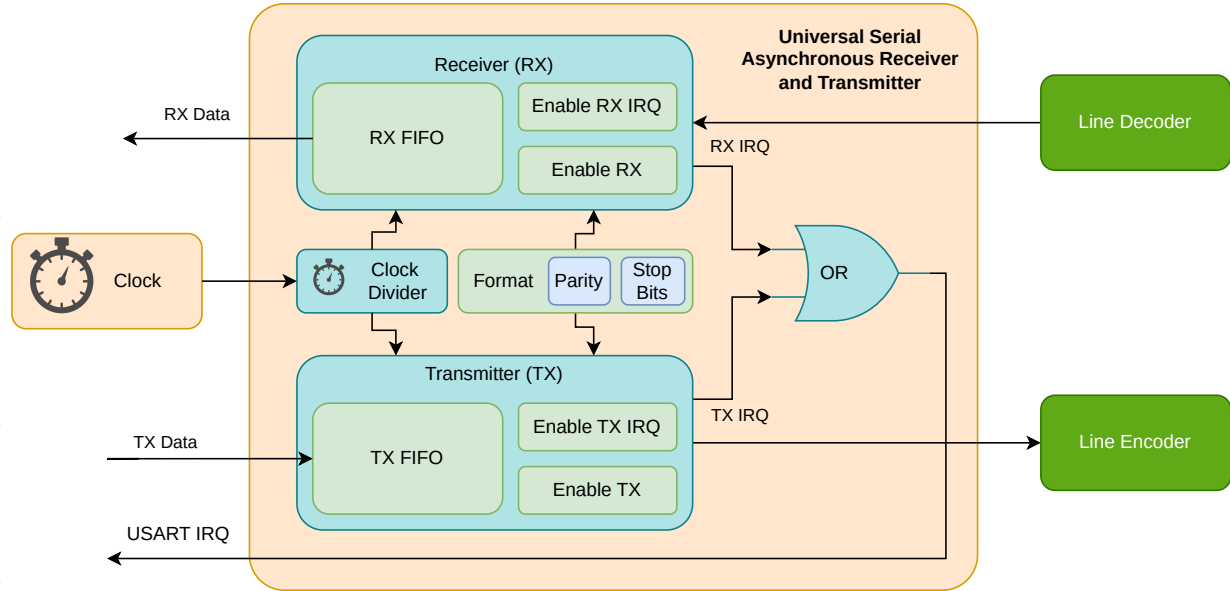 Universal Serial
Asynchronous Receiver
and Transmitter
Receiver (RX)
RX Data
RX FIFO
Enable RX IRQ
Enable RX
RX IRQ
Line Decoder
Clock
Clock
Divider
Format
Parity
Stop
Bits
OR
Transmitter (TX)
TX Data
TX FIFO
Enable TX IRQ
Enable TX
TX IRQ
Line Encoder
USART IRQ